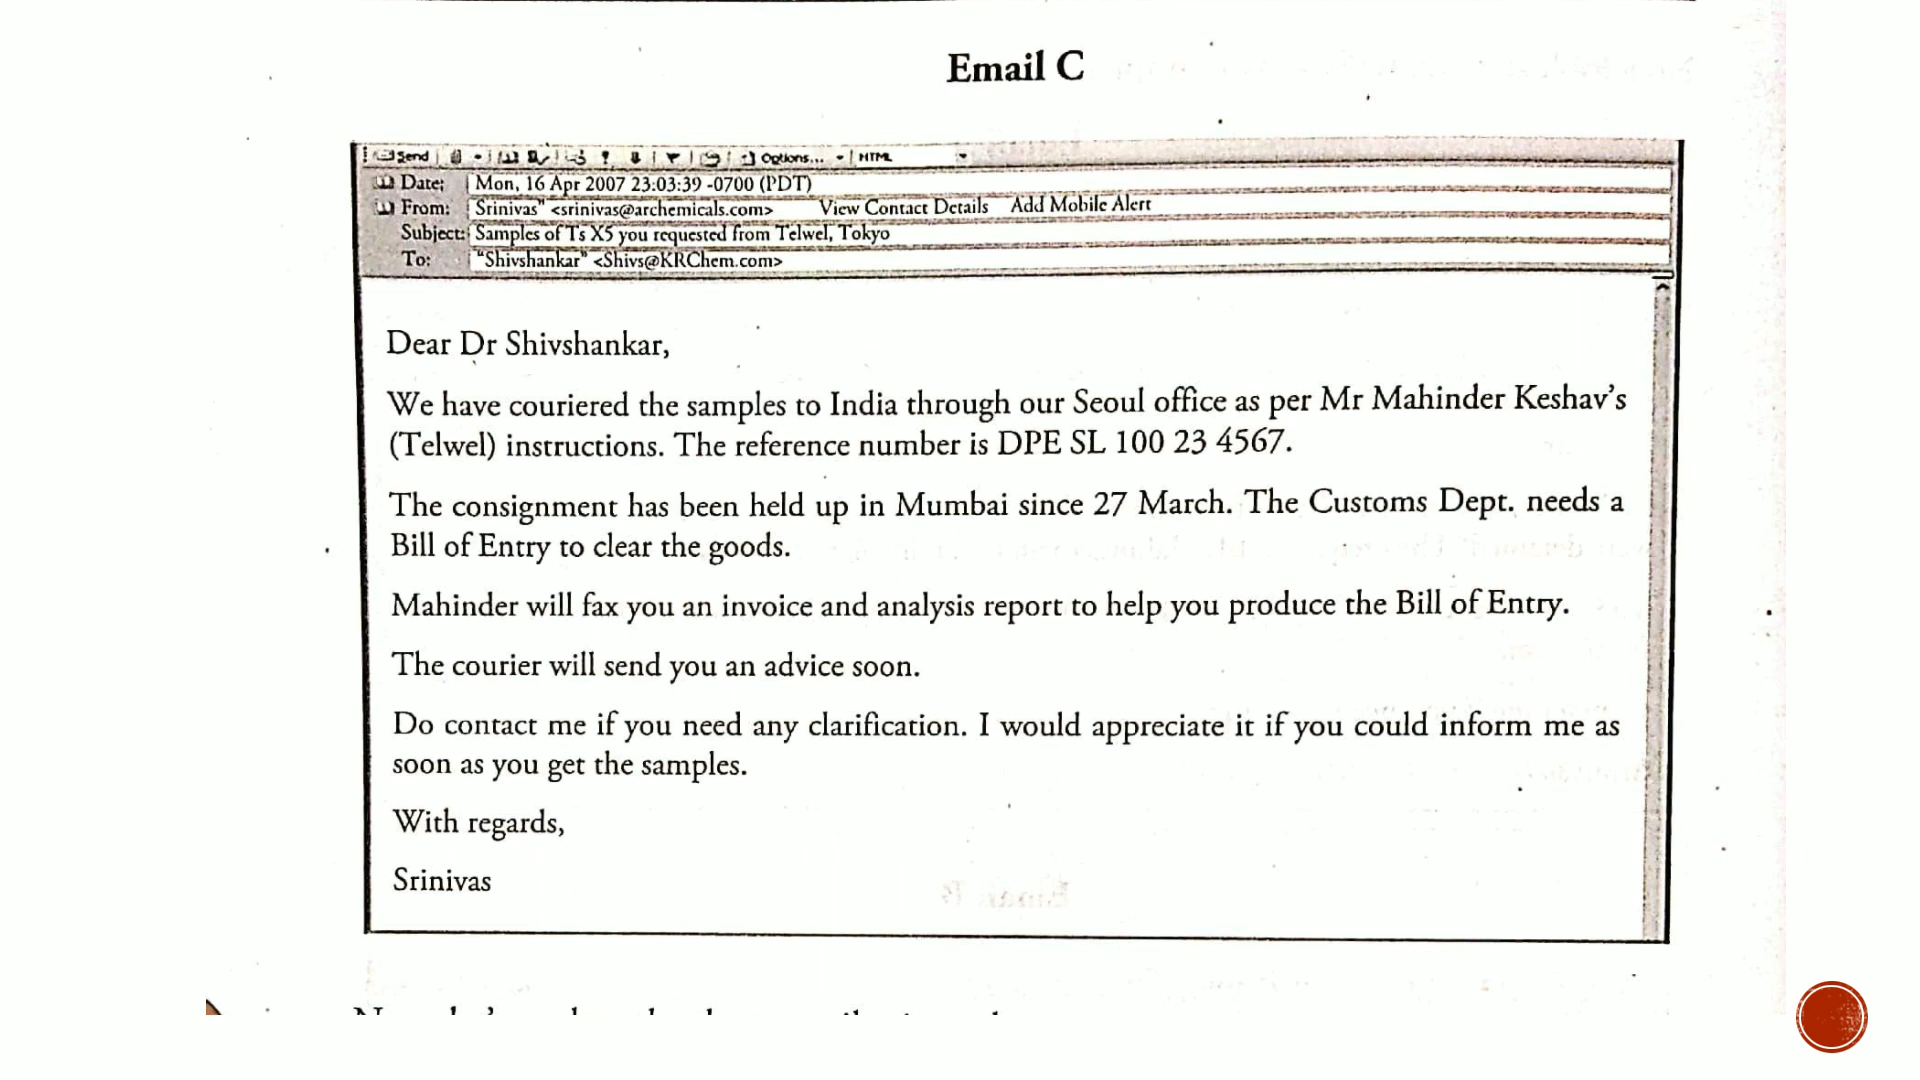 Email C
Send Options... HTML
Date: Mon, 16 Apr 2007 23:03:39 -0700 (PDT)
From: Srinivas" <srinivas@archemicals.com> View Contact Details Add Mobile Alert
Subject: Samples of Ts X5 you requested from Telwel, Tokyo
To: "Shivshankar" <Shivs@KRChem.com>
Dear Dr Shivshankar,
We have couriered the samples to India through our Seoul office as per Mr Mahinder Keshav's
(Telwel) instructions. The reference number is DPE SL 100 23 4567.
The consignment has been held up in Mumbai since 27 March. The Customs Dept. needs a
Bill of Entry to clear the goods.
Mahinder will fax you an invoice and analysis report to help you produce the Bill of Entry.
The courier will send you an advice soon.
Do contact me if you need any clarification. I would appreciate it if you could inform me as
soon as you get the samples.
With regards,
Srinivas